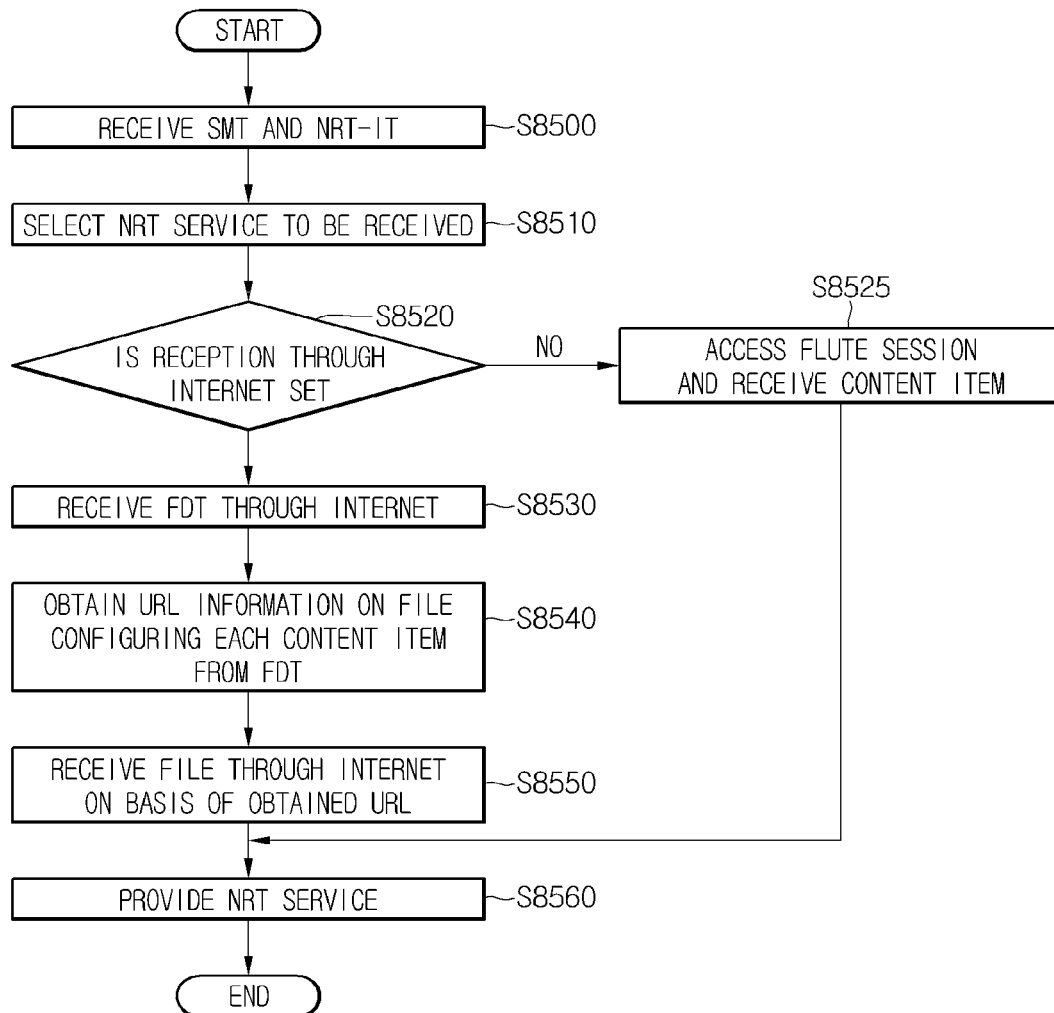 START
RECEIVE SMT AND NRT-IT
S8500
SELECT NRT SERVICE TO BE RECEIVED
S8510
S8520
IS RECEPTION THROUGH
INTERNET SET
NO
S8525
ACCESS FLUTE SESSION
AND RECEIVE CONTENT ITEM
RECEIVE FDT THROUGH INTERNET
S8530
OBTAIN URL INFORMATION ON FILE
CONFIGURING EACH CONTENT ITEM
FROM FDT
S8540
RECEIVE FILE THROUGH INTERNET
ON BASIS OF OBTAINED URL
S8550
PROVIDE NRT SERVICE
S8560
END